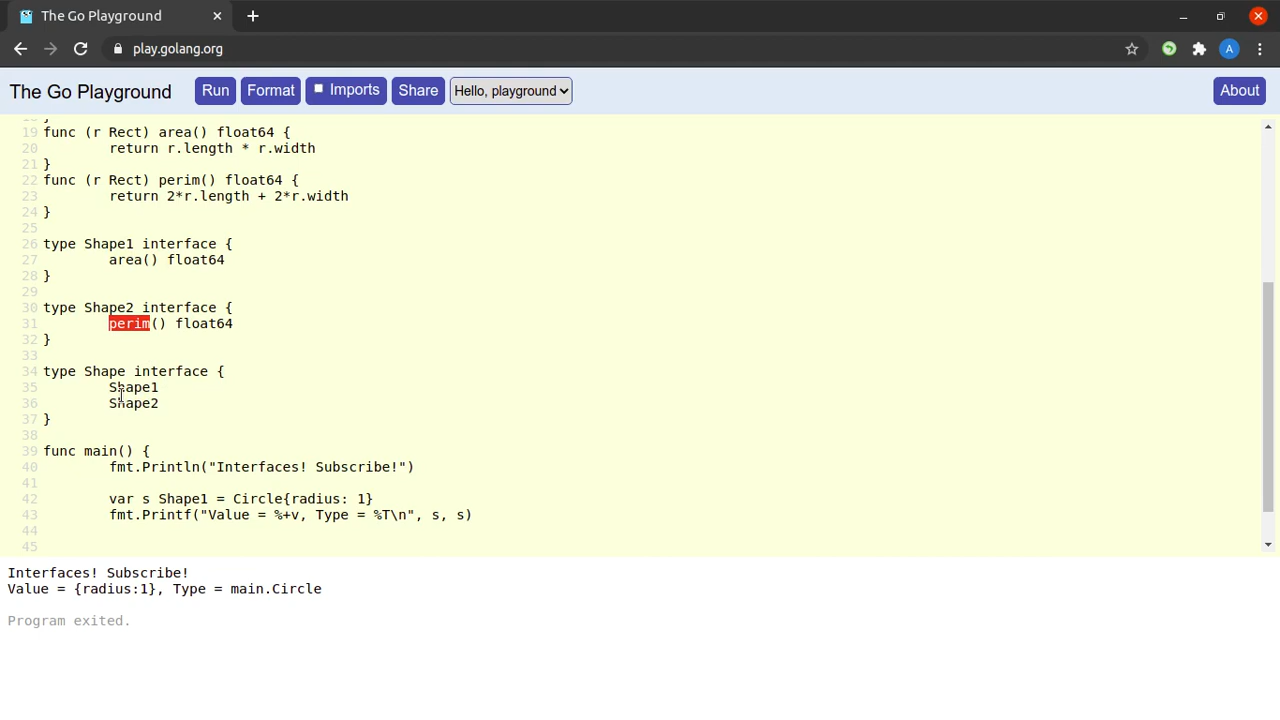 The Go Playground
play.golang.org
A
The Go Playground Run Format Imports Share Hello, playground About
18 }
19 func (r Rect) area() float64 {
20 return r.length * r.width
21 }
22 func (r Rect) perim() float64 {
23 return 2*r.length + 2*r.width
24 }
25
26 type Shape1 interface {
27 area() float64
28 }
29
30 type Shape2 interface {
31 perim() float64
32 }
33
34 type Shape interface {
35 Shape1
36 Shape2
37 }
38
39 func main() {
40 fmt.Println("Interfaces! Subscribe!")
41
42 var s Shape1 = Circle{radius: 1}
43 fmt.Printf("Value = %+v, Type = %T\n", s, s)
44
45
Interfaces! Subscribe!
Value = {radius:1}, Type = main.Circle
Program exited.